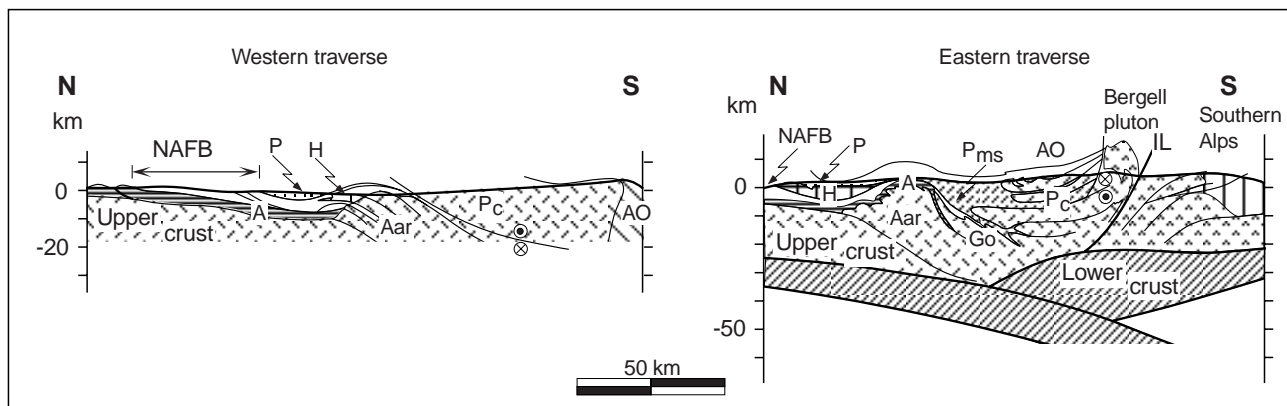 Western traverse
N
S
km
NAFB
P
H
0
-20
A
Upper crust
Aar
Pc
AO
Eastern traverse
N
S
km
NAFB
P
Pms
AO
Bergell
pluton
IL
Southern
Alps
0
H
A
Aar
Go
Pc
Upper crust
Lower crust
-50
50 km